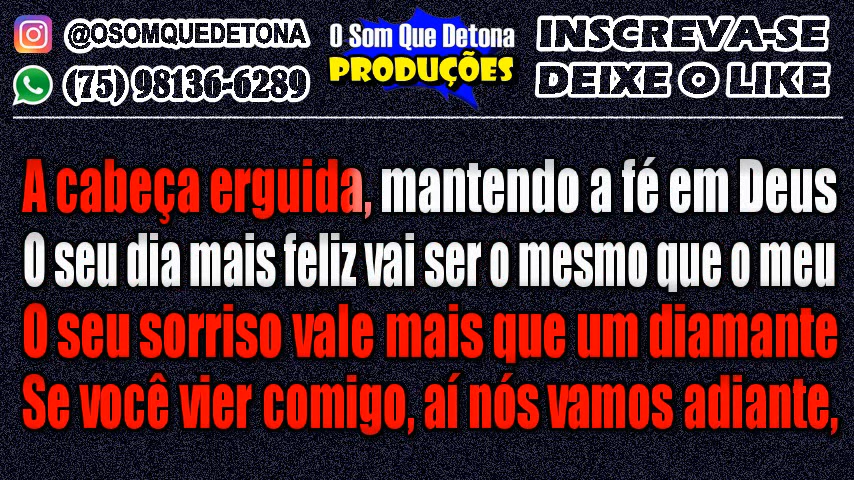 @OSOMQUEDETONA
(75) 98136-6289
O Som Que Detona
PRODUÇÕES
INSCREVA-SE
DEIXE O LIKE
A cabeça erguida, mantendo a fé em Deus
O seu dia mais feliz vai ser o mesmo que o meu
O seu sorriso vale mais que um diamante
Se você vier comigo, aí nós vamos adiante,